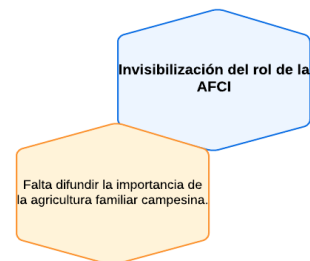 Invisibilización del rol de la
AFCI
Falta difundir la importancia de
la agricultura familiar campesina.